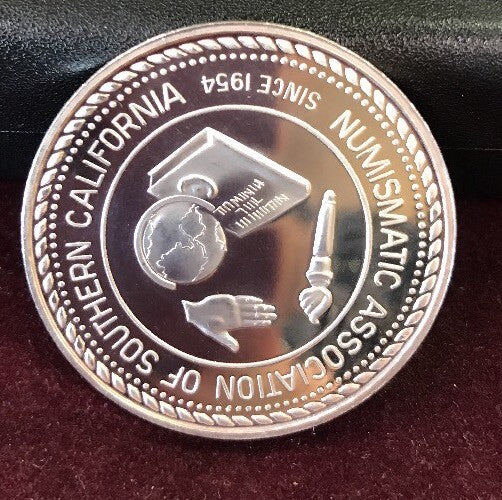 NUMISMATIC ASSOCIATION OF SOUTHERN CALIFORNIA
SINCE 1954